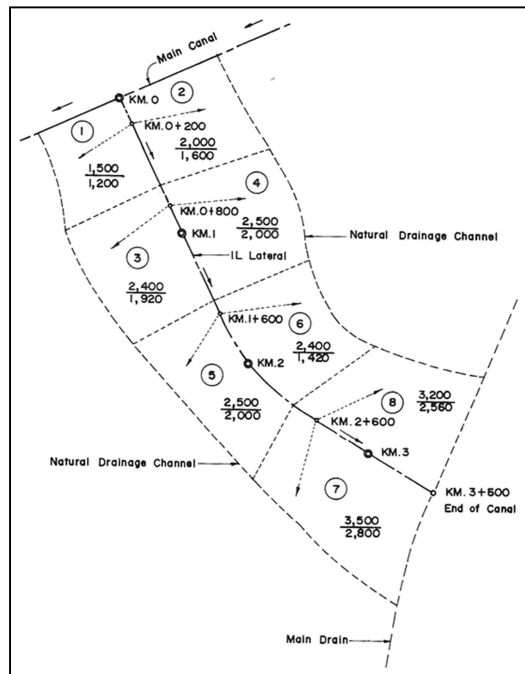 Main Canal
KM.0
2
1
KM.0+200
2,000
1,600
1,500
1,200
4
KM.0+800
2,500
2,000
KM.1
Natural Drainage Channel
IL Lateral
3
2,400
1,920
KM.1+600
6
2,400
1,420
KM.2
5
2,500
2,000
8
3,200
2,560
KM.2+600
KM.3
Natural Drainage Channel
7
KM.3+500
End of Canal
3,500
2,800
Main Drain